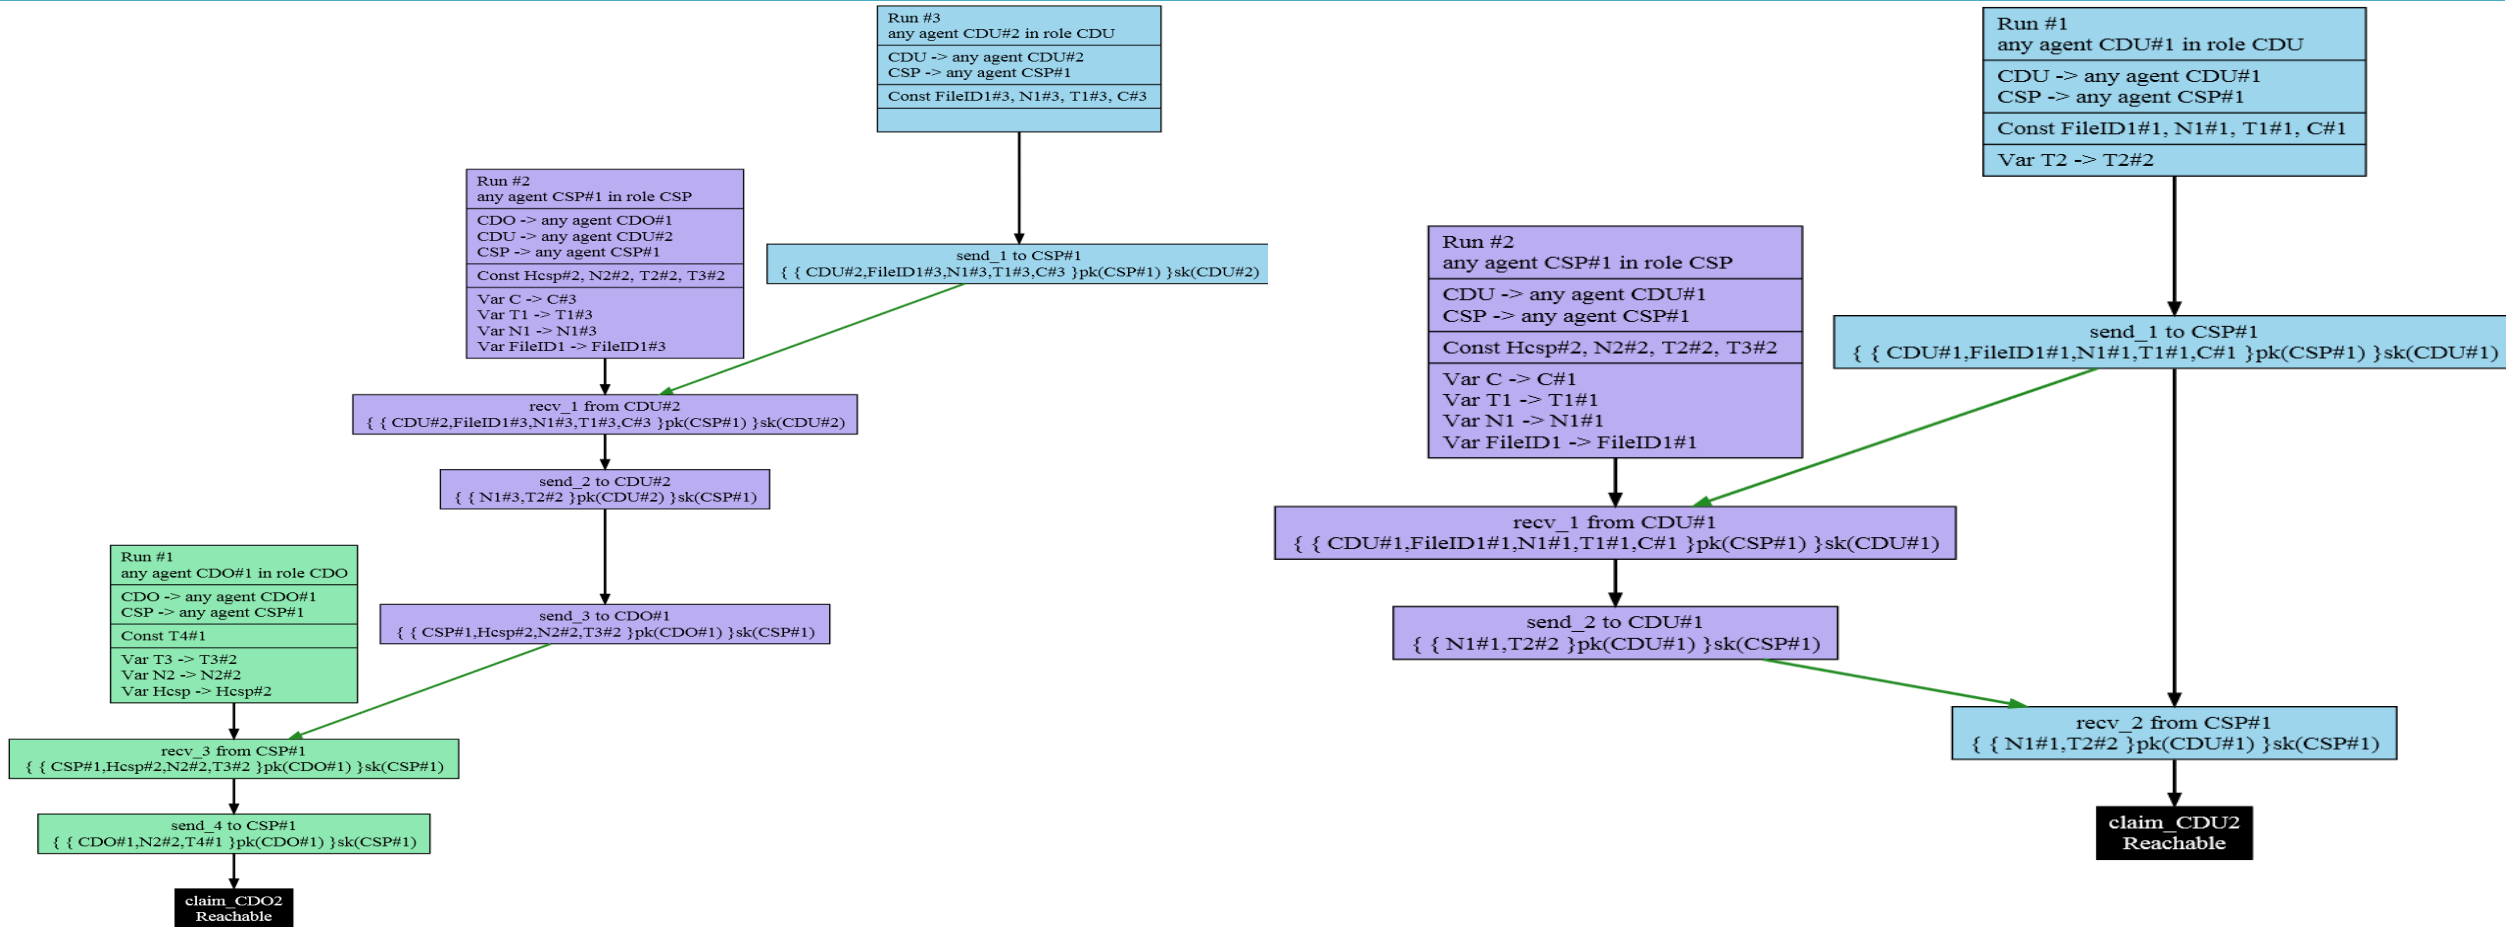 Run #3
any agent CDU#2 in role CDU
CDU -> any agent CDU#2
CSP -> any agent CSP#1
Const FileID1#3, N1#3, T1#3, C#3
send_1 to CSP#1
{ { CDU#2,FileID1#3,N1#3,T1#3,C#3 }pk(CSP#1) }sk(CDU#2)
Run #2
any agent CSP#1 in role CSP
CDO -> any agent CDO#1
CDU -> any agent CDU#2
CSP -> any agent CSP#1
Const Hcsp#2, N2#2, T2#2, T3#2
Var C -> C#3
Var T1 -> T1#3
Var N1 -> N1#3
Var FileID1 -> FileID1#3
recv_1 from CDU#2
{ { CDU#2,FileID1#3,N1#3,T1#3,C#3 }pk(CSP#1) }sk(CDU#2)
send_2 to CDU#2
{ { N1#3,T2#2 }pk(CDU#2) }sk(CSP#1)
send_3 to CDO#1
{ { CSP#1,Hcsp#2,N2#2,T3#2 }pk(CDO#1) }sk(CSP#1)
Run #1
any agent CDO#1 in role CDO
CDO -> any agent CDO#1
CSP -> any agent CSP#1
Const T4#1
Var T3 -> T3#2
Var N2 -> N2#2
Var Hcsp -> Hcsp#2
recv_3 from CSP#1
{ { CSP#1,Hcsp#2,N2#2,T3#2 }pk(CDO#1) }sk(CSP#1)
send_4 to CSP#1
{ { CDO#1,N2#2,T4#1 }pk(CDO#1) }sk(CSP#1)
claim_CDO2
Reachable
Run #1
any agent CDU#1 in role CDU
CDU -> any agent CDU#1
CSP -> any agent CSP#1
Const FileID1#1, N1#1, T1#1, C#1
Var T2 -> T2#2
send_1 to CSP#1
{ { CDU#1,FileID1#1,N1#1,T1#1,C#1 }pk(CSP#1) }sk(CDU#1)
Run #2
any agent CSP#1 in role CSP
CDU -> any agent CDU#1
CSP -> any agent CSP#1
Const Hcsp#2, N2#2, T2#2, T3#2
Var C -> C#1
Var T1 -> T1#1
Var N1 -> N1#1
Var FileID1 -> FileID1#1
recv_1 from CDU#1
{ { CDU#1,FileID1#1,N1#1,T1#1,C#1 }pk(CSP#1) }sk(CDU#1)
send_2 to CDU#1
{ { N1#1,T2#2 }pk(CDU#1) }sk(CSP#1)
recv_2 from CSP#1
{ { N1#1,T2#2 }pk(CDU#1) }sk(CSP#1)
claim_CDU2
Reachable